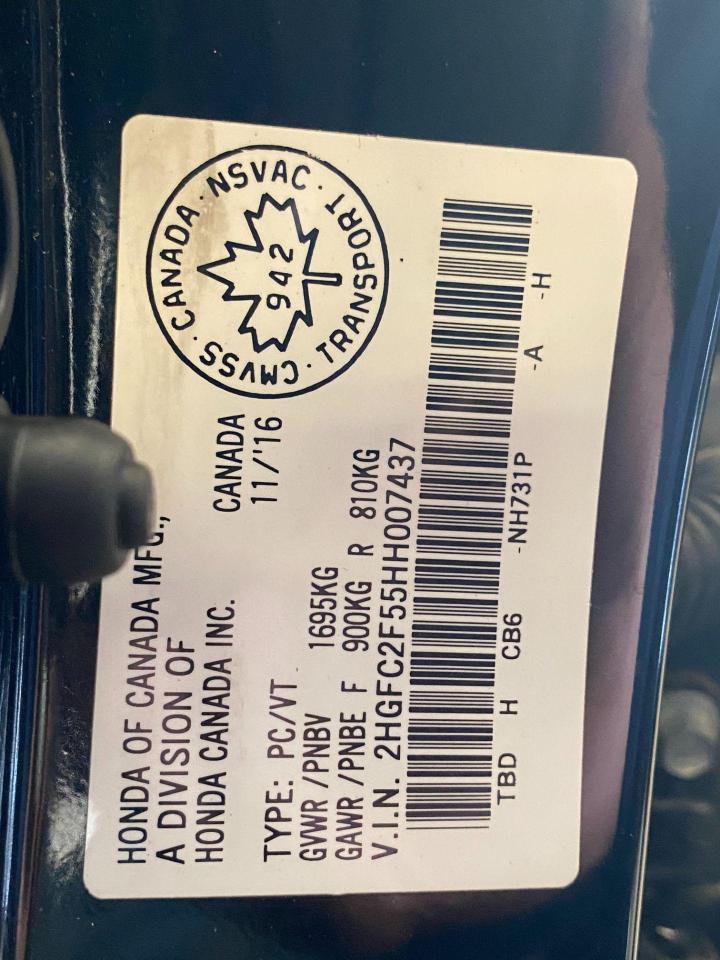 HONDA OF CANADA MFG.,
A DIVISION OF
HONDA CANADA INC.
CANADA
11/'16
CMVSS · CANADA · NSVAC · TRANSPORT ·
942
TYPE: PC/VT
GVWR /PNBV 1695KG
GAWR /PNBE F 900KG R 810KG
V.I.N. 2HGFC2F55HH007437
TBD H CB6 -NH731P -A -H